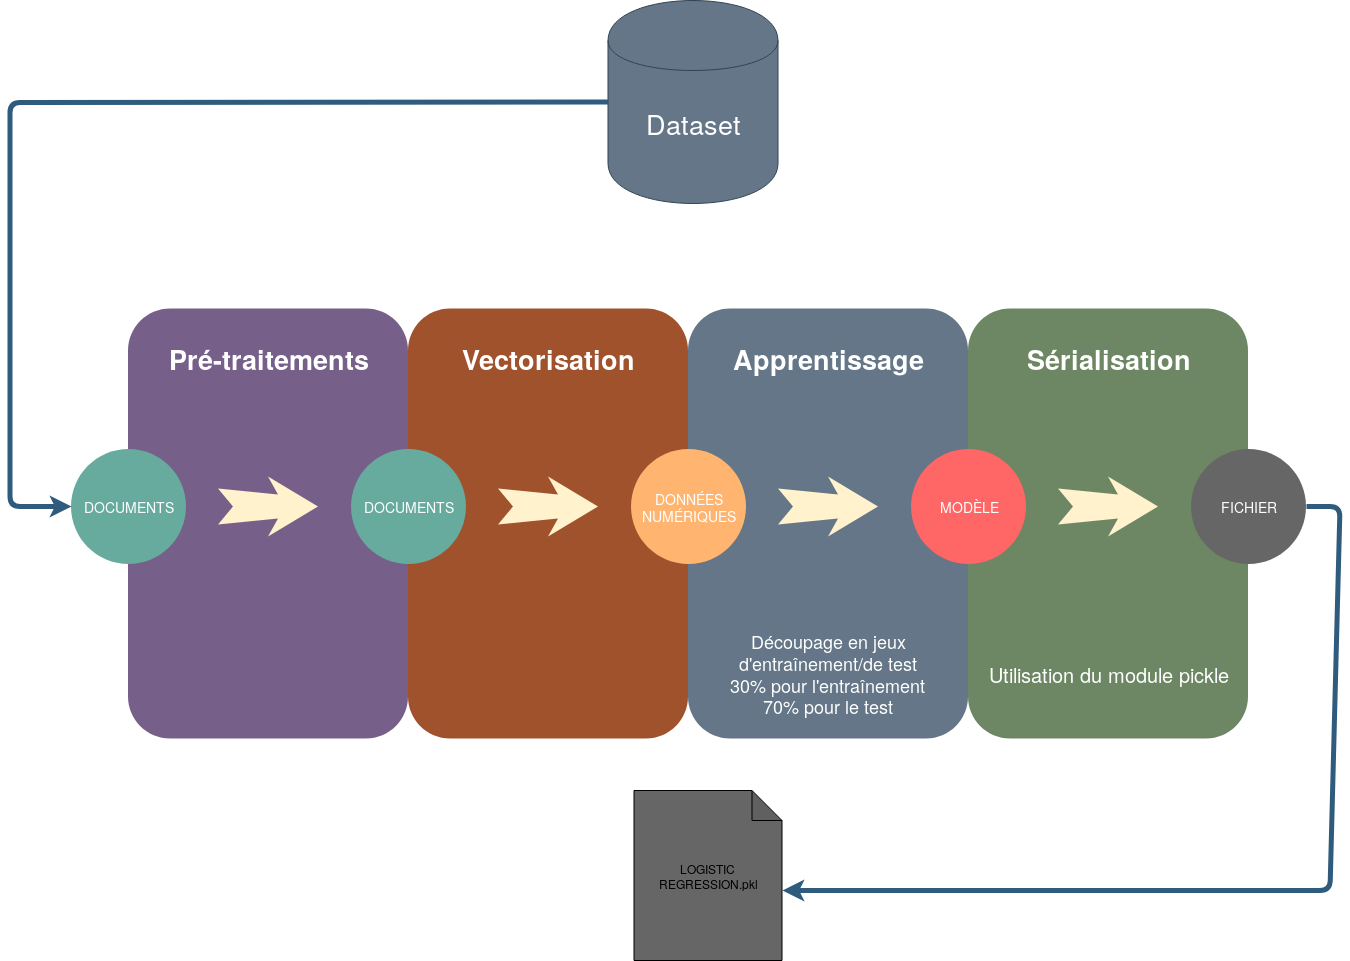 Dataset
Pré-traitements
Vectorisation
Apprentissage
Sérialisation
DOCUMENTS
DOCUMENTS
DONNÉES
NUMÉRIQUES
MODÈLE
FICHIER
Découpage en jeux
d'entraînement/de test
30% pour l'entraînement
70% pour le test
Utilisation du module pickle
LOGISTIC
REGRESSION.pkl